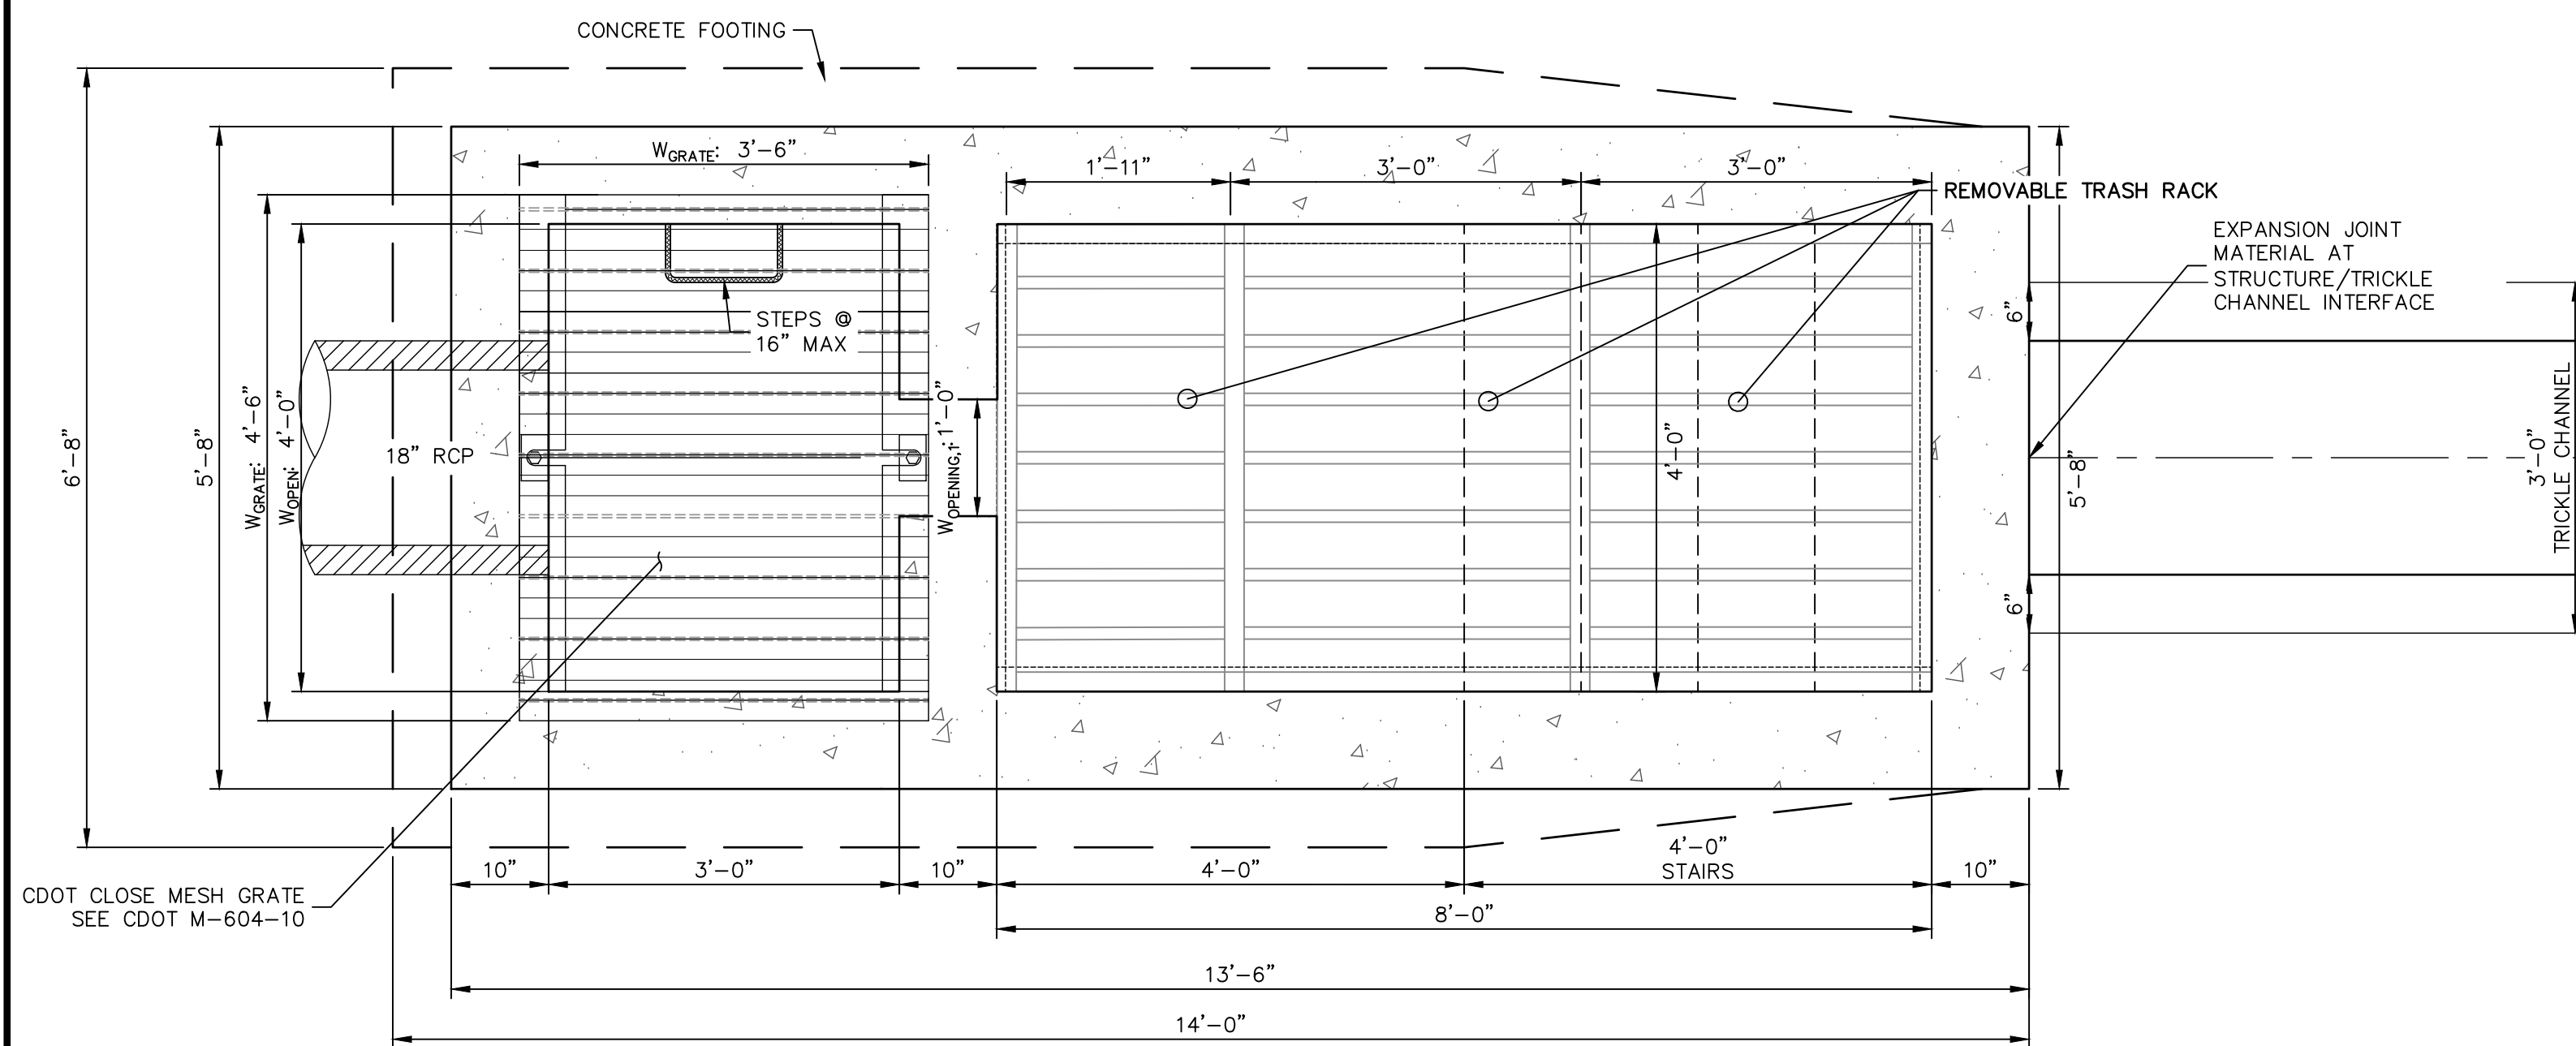 CONCRETE FOOTING
WGRATE: 3'-6"
1'-11"
3'-0"
3'-0"
REMOVABLE TRASH RACK
EXPANSION JOINT
MATERIAL AT
STRUCTURE/TRICKLE
CHANNEL INTERFACE
6"
STEPS @
16" MAX
6'-8"
5'-8"
WGRATE: 4'-6"
WOPEN: 4'-0"
18" RCP
WOPENING,1: 1'-0"
4'-0"
5'-8"
3'-0"
TRICKLE CHANNEL
6"
CDOT CLOSE MESH GRATE
SEE CDOT M-604-10
10"
3'-0"
10"
4'-0"
4'-0"
STAIRS
10"
8'-0"
13'-6"
14'-0"